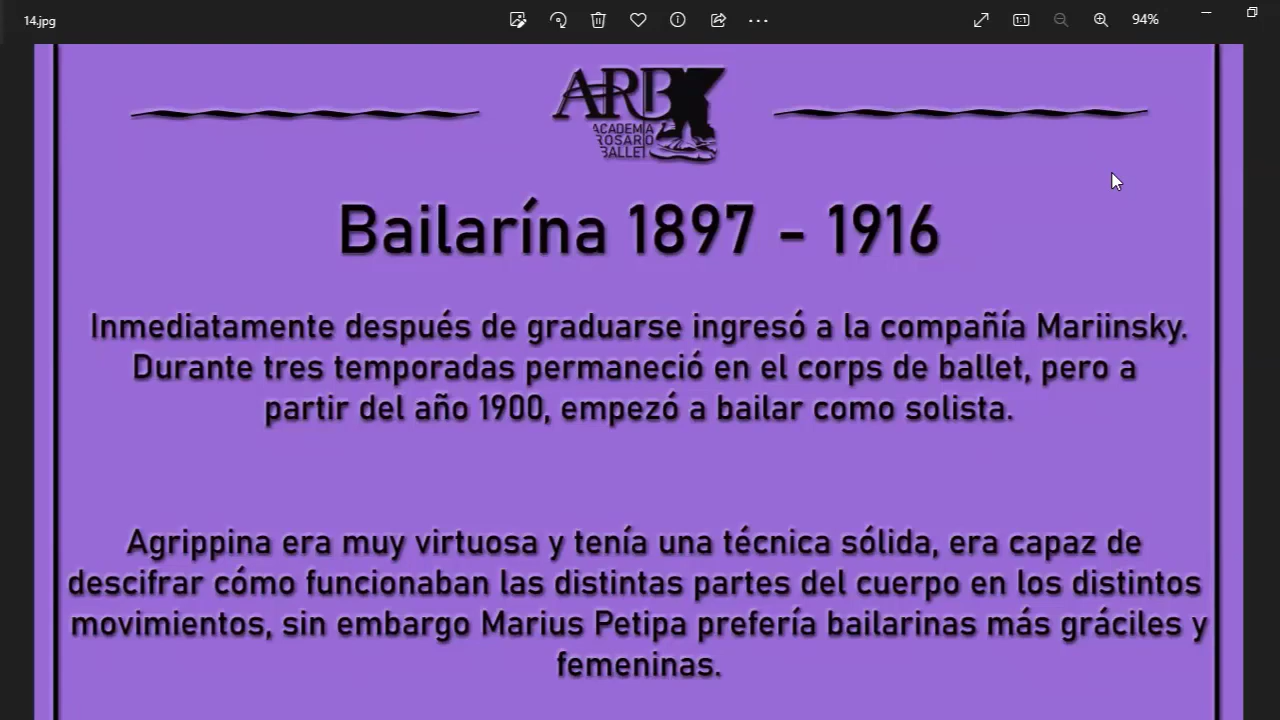 14.jpg
94%
ARB
ACADEMIA
ROSARIO
BALLET
Bailarína 1897 - 1916
Inmediatamente después de graduarse ingresó a la compañía Mariinsky.
Durante tres temporadas permaneció en el corps de ballet, pero a
partir del año 1900, empezó a bailar como solista.
Agrippina era muy virtuosa y tenía una técnica sólida, era capaz de
descifrar cómo funcionaban las distintas partes del cuerpo en los distintos
movimientos, sin embargo Marius Petipa prefería bailarinas más gráciles y
femeninas.